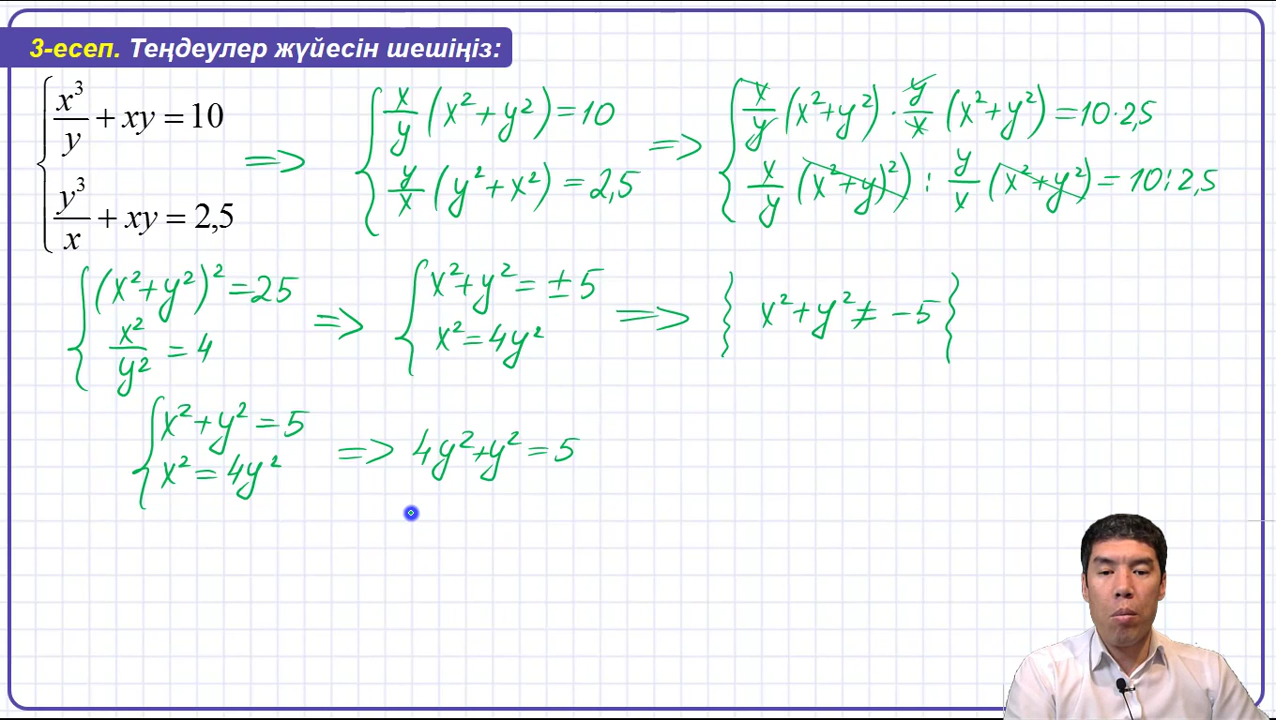 3-есеп. Теңдеулер жүйесін шешіңіз:
x³/y + xy = 10
y³/x + xy = 2,5
=>
x/y (x²+y²) = 10
y/x (y²+x²) = 2,5
=>
x/y (x²+y²) · y/x (x²+y²) = 10·2,5
x/y (x²+y)²) : y/x (x²+y²) = 10:2,5
(x²+y²)² = 25
x²/y² = 4
=>
x²+y² = ±5
x² = 4y²
=>
{ x²+y² ≠ -5 }
x²+y² = 5
x² = 4y²
=> 4y²+y² = 5